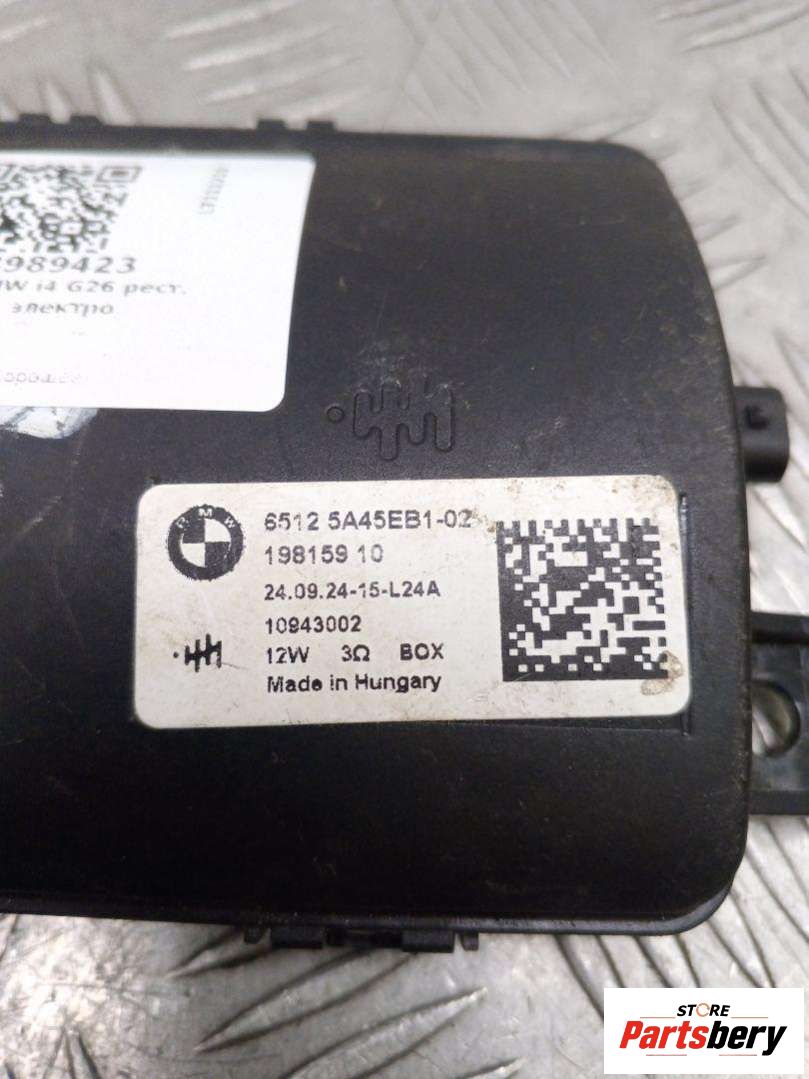 989423
W i4 G26 рест.
электро
BMW
6512 5A45EB1-02
198159 10
24.09.24-15-L24A
10943002
12W 3Ω BOX
Made in Hungary
STORE
Partsbery